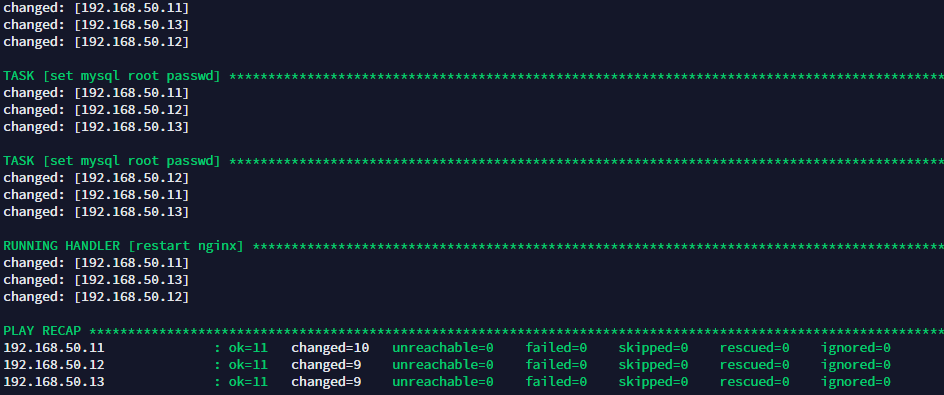 changed: [192.168.50.11]
changed: [192.168.50.13]
changed: [192.168.50.12]
TASK [set mysql root passwd] *********************************************************************************************
changed: [192.168.50.11]
changed: [192.168.50.12]
changed: [192.168.50.13]
TASK [set mysql root passwd] *********************************************************************************************
changed: [192.168.50.12]
changed: [192.168.50.11]
changed: [192.168.50.13]
RUNNING HANDLER [restart nginx] ******************************************************************************************
changed: [192.168.50.11]
changed: [192.168.50.13]
changed: [192.168.50.12]
PLAY RECAP ***************************************************************************************************************
192.168.50.11 : ok=11 changed=10 unreachable=0 failed=0 skipped=0 rescued=0 ignored=0
192.168.50.12 : ok=11 changed=9 unreachable=0 failed=0 skipped=0 rescued=0 ignored=0
192.168.50.13 : ok=11 changed=9 unreachable=0 failed=0 skipped=0 rescued=0 ignored=0